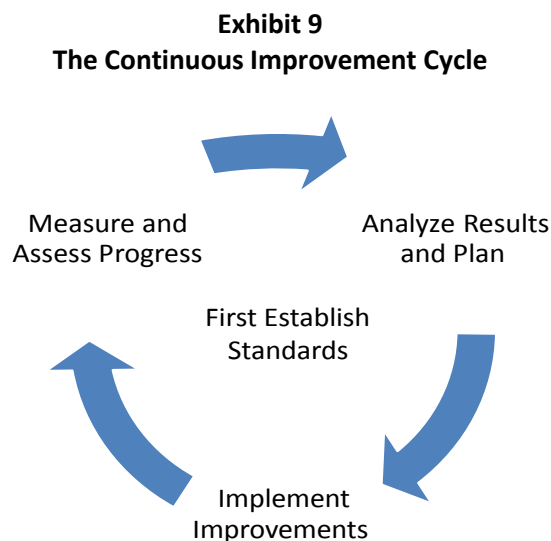 Exhibit 9
The Continuous Improvement Cycle
Measure and
Assess Progress
Analyze Results
and Plan
First Establish
Standards
Implement
Improvements